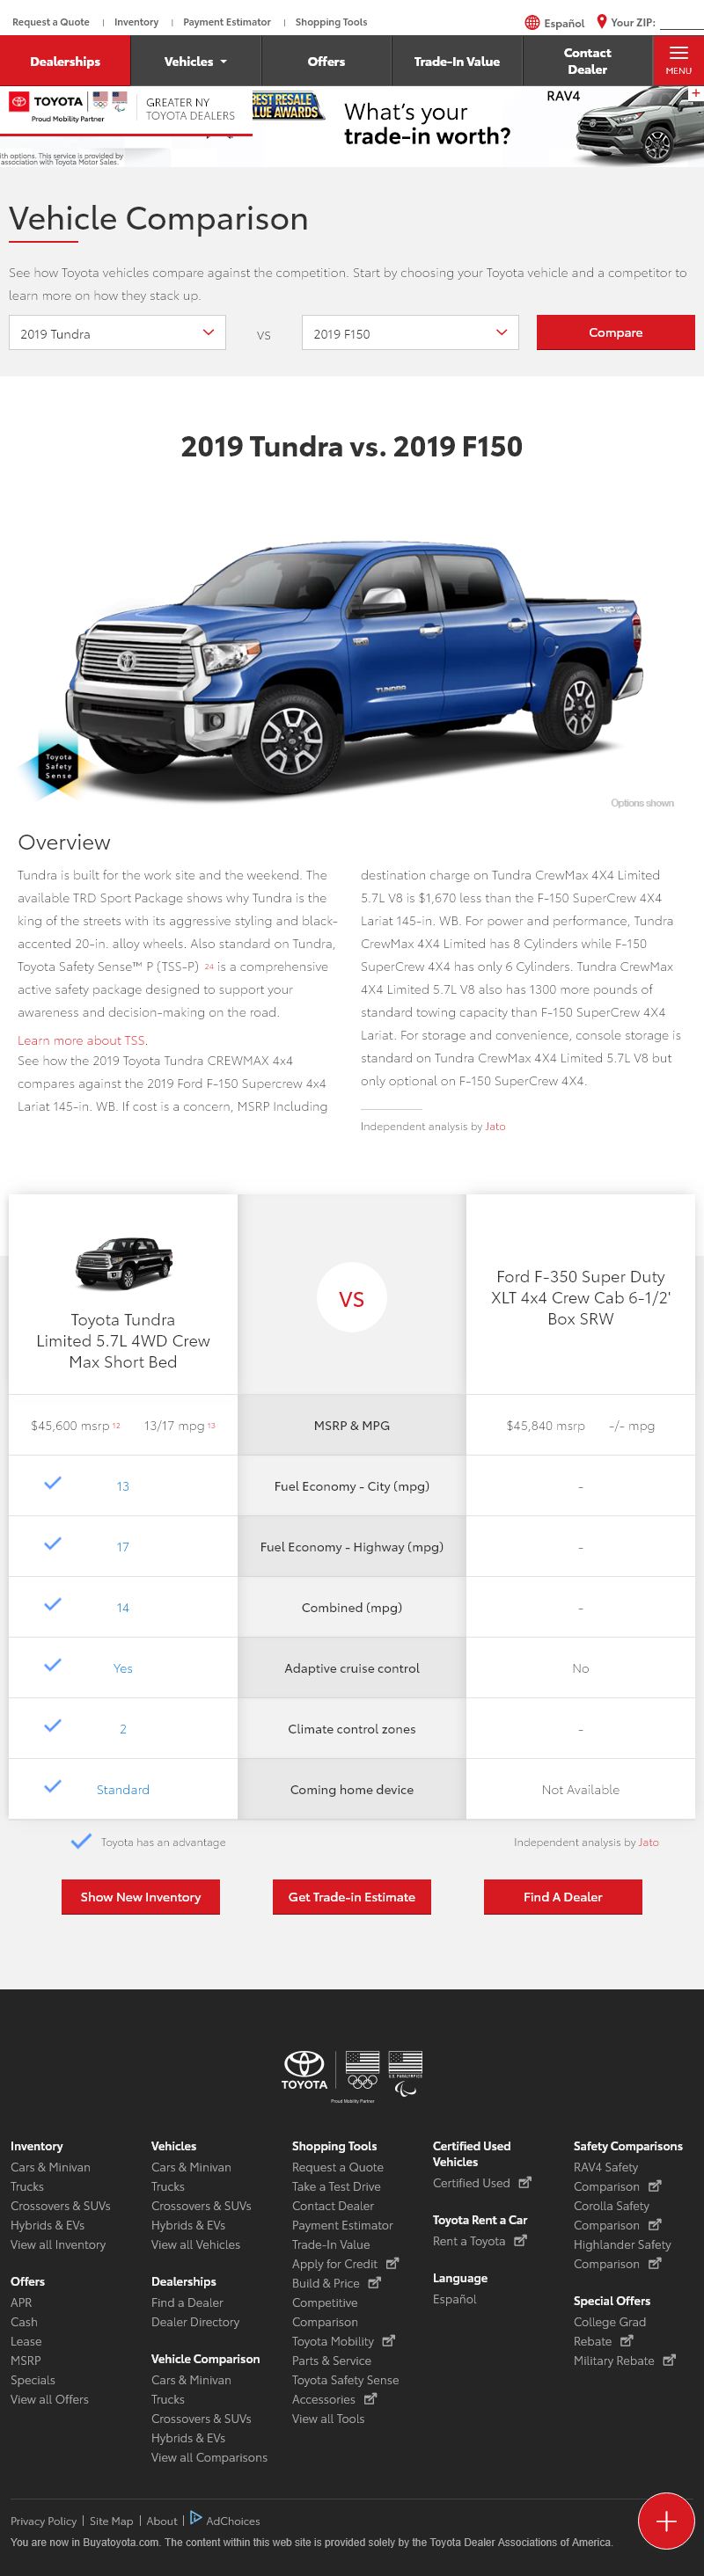 Request a Quote | Inventory | Payment Estimator | Shopping Tools
Español Your ZIP:
Dealerships
Vehicles
Offers
Trade-In Value
Contact
Dealer
MENU
TOYOTA
Proud Mobility Partner
GREATER NY
TOYOTA DEALERS
BEST RESALE
VALUE AWARDS
What's your
trade-in worth?
RAV4
+
ith options. This service is provided by
association with Toyota Motor Sales.
Vehicle Comparison
See how Toyota vehicles compare against the competition. Start by choosing your Toyota vehicle and a competitor to
learn more on how they stack up.
2019 Tundra
VS
2019 F150
Compare
2019 Tundra vs. 2019 F150
TUNDRA
TRD
Toyota
Safety
Sense
Options shown
Overview
Tundra is built for the work site and the weekend. The
available TRD Sport Package shows why Tundra is the
king of the streets with its aggressive styling and black-
accented 20-in. alloy wheels. Also standard on Tundra,
Toyota Safety Sense™ P (TSS-P) 24 is a comprehensive
active safety package designed to support your
awareness and decision-making on the road.
Learn more about TSS.
See how the 2019 Toyota Tundra CREWMAX 4x4
compares against the 2019 Ford F-150 Supercrew 4x4
Lariat 145-in. WB. If cost is a concern, MSRP Including
destination charge on Tundra CrewMax 4X4 Limited
5.7L V8 is $1,670 less than the F-150 SuperCrew 4X4
Lariat 145-in. WB. For power and performance, Tundra
CrewMax 4X4 Limited has 8 Cylinders while F-150
SuperCrew 4X4 has only 6 Cylinders. Tundra CrewMax
4X4 Limited 5.7L V8 also has 1300 more pounds of
standard towing capacity than F-150 SuperCrew 4X4
Lariat. For storage and convenience, console storage is
standard on Tundra CrewMax 4X4 Limited 5.7L V8 but
only optional on F-150 SuperCrew 4X4.
Independent analysis by Jato
Toyota Tundra
Limited 5.7L 4WD Crew
Max Short Bed
VS
Ford F-350 Super Duty
XLT 4x4 Crew Cab 6-1/2'
Box SRW
$45,600 msrp 12 13/17 mpg 13
MSRP & MPG
$45,840 msrp -/- mpg
13 Fuel Economy - City (mpg) -
17 Fuel Economy - Highway (mpg) -
14 Combined (mpg) -
Yes Adaptive cruise control No
2 Climate control zones -
Standard Coming home device Not Available
Toyota has an advantage
Independent analysis by Jato
Show New Inventory
Get Trade-in Estimate
Find A Dealer
TOYOTA
U.S. PARALYMPICS
Proud Mobility Partner
Inventory
Cars & Minivan
Trucks
Crossovers & SUVs
Hybrids & EVs
View all Inventory
Offers
APR
Cash
Lease
MSRP
Specials
View all Offers
Vehicles
Cars & Minivan
Trucks
Crossovers & SUVs
Hybrids & EVs
View all Vehicles
Dealerships
Find a Dealer
Dealer Directory
Vehicle Comparison
Cars & Minivan
Trucks
Crossovers & SUVs
Hybrids & EVs
View all Comparisons
Shopping Tools
Request a Quote
Take a Test Drive
Contact Dealer
Payment Estimator
Trade-In Value
Apply for Credit
Build & Price
Competitive
Comparison
Toyota Mobility
Parts & Service
Toyota Safety Sense
Accessories
View all Tools
Certified Used
Vehicles
Certified Used
Toyota Rent a Car
Rent a Toyota
Language
Español
Safety Comparisons
RAV4 Safety
Comparison
Corolla Safety
Comparison
Highlander Safety
Comparison
Special Offers
College Grad
Rebate
Military Rebate
Privacy Policy | Site Map | About | AdChoices
You are now in Buyatoyota.com. The content within this web site is provided solely by the Toyota Dealer Associations of America.
+